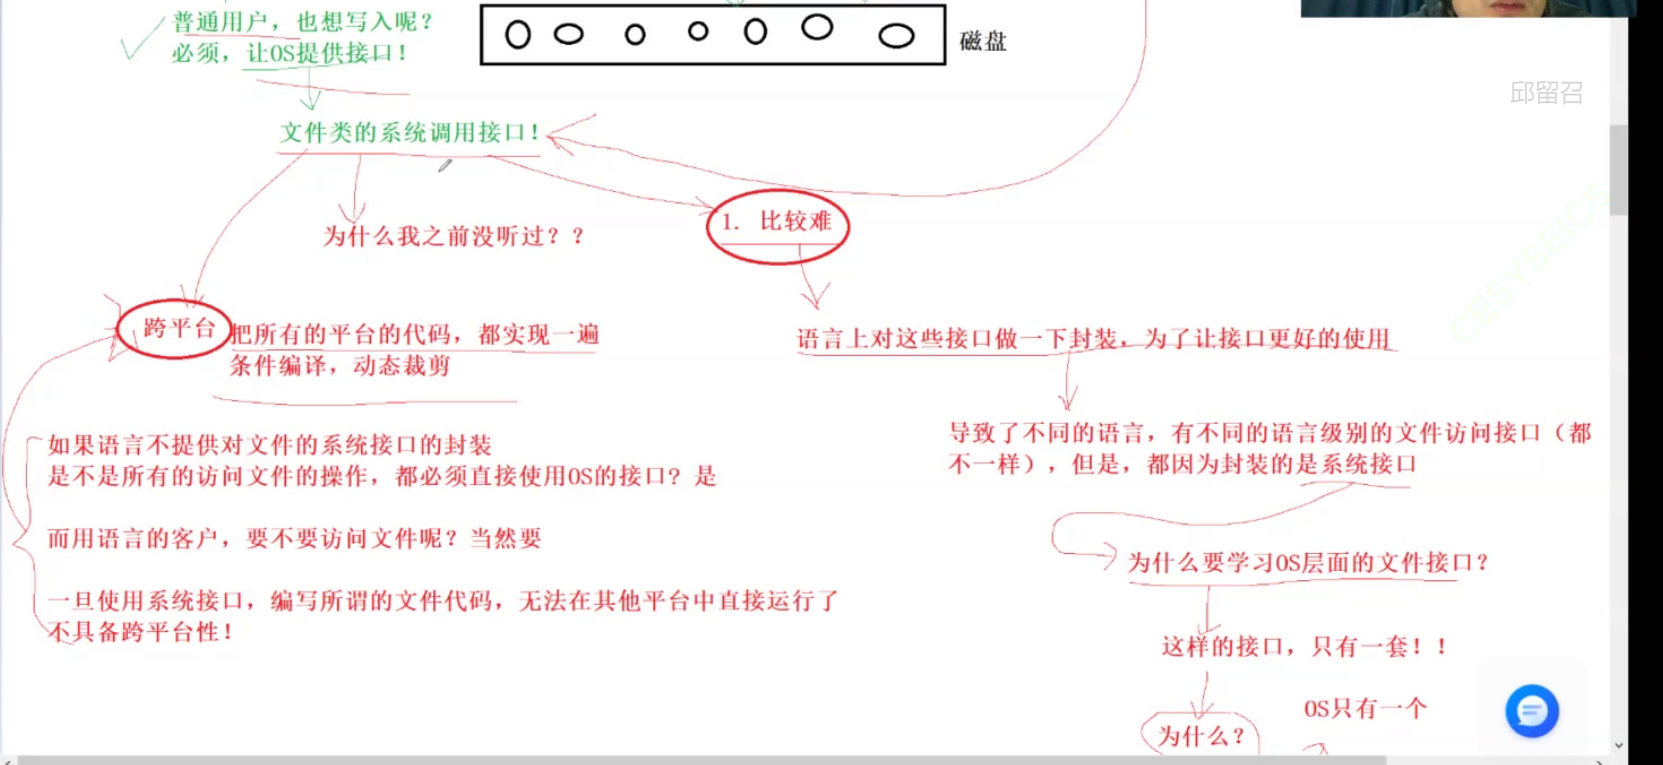 普通用户，也想写入呢？
必须，让OS提供接口！
磁盘
邱留召
文件类的系统调用接口！
为什么我之前没听过？？
1. 比较难
跨平台
把所有的平台的代码，都实现一遍
条件编译，动态裁剪
语言上对这些接口做一下封装，为了让接口更好的使用
如果语言不提供对文件的系统接口的封装
是不是所有的访问文件的操作，都必须直接使用OS的接口？是
导致了不同的语言，有不同的语言级别的文件访问接口（都
不一样），但是，都因为封装的是系统接口
而用语言的客户，要不要访问文件呢？当然要
为什么要学习OS层面的文件接口？
一旦使用系统接口，编写所谓的文件代码，无法在其他平台中直接运行了
不具备跨平台性！
这样的接口，只有一套！！
OS只有一个
为什么？